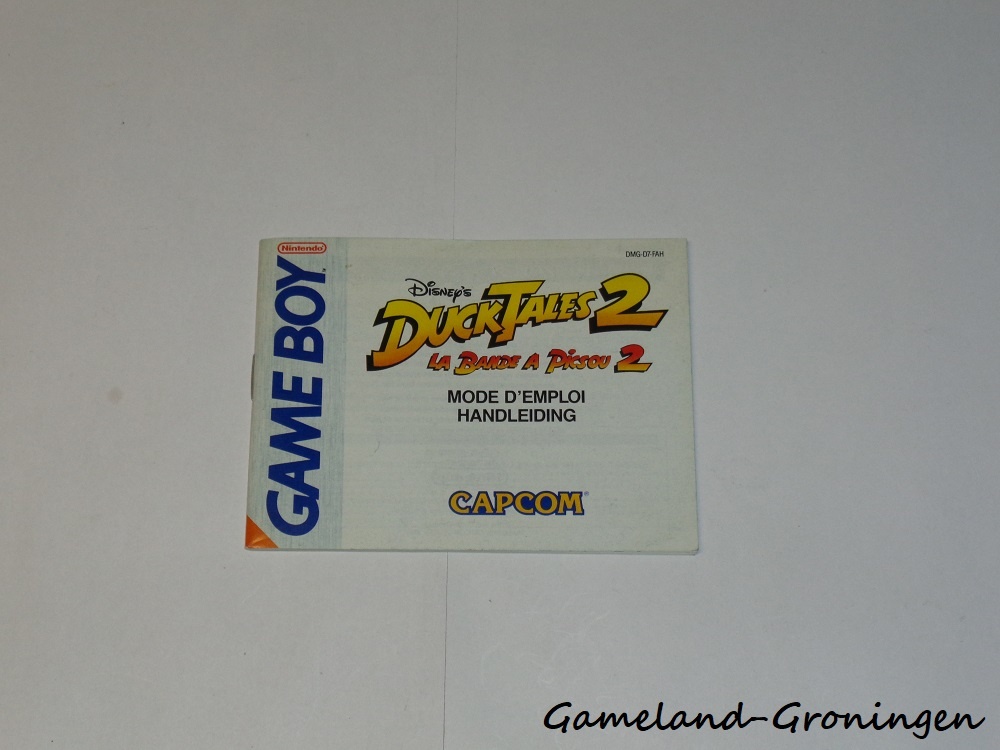 Nintendo
GAME BOY
DMG-D7-FAH
Disney's
DUCKTALES 2
LA BANDE A PICSOU 2
MODE D'EMPLOI
HANDLEIDING
CAPCOM
Gameland-Groningen